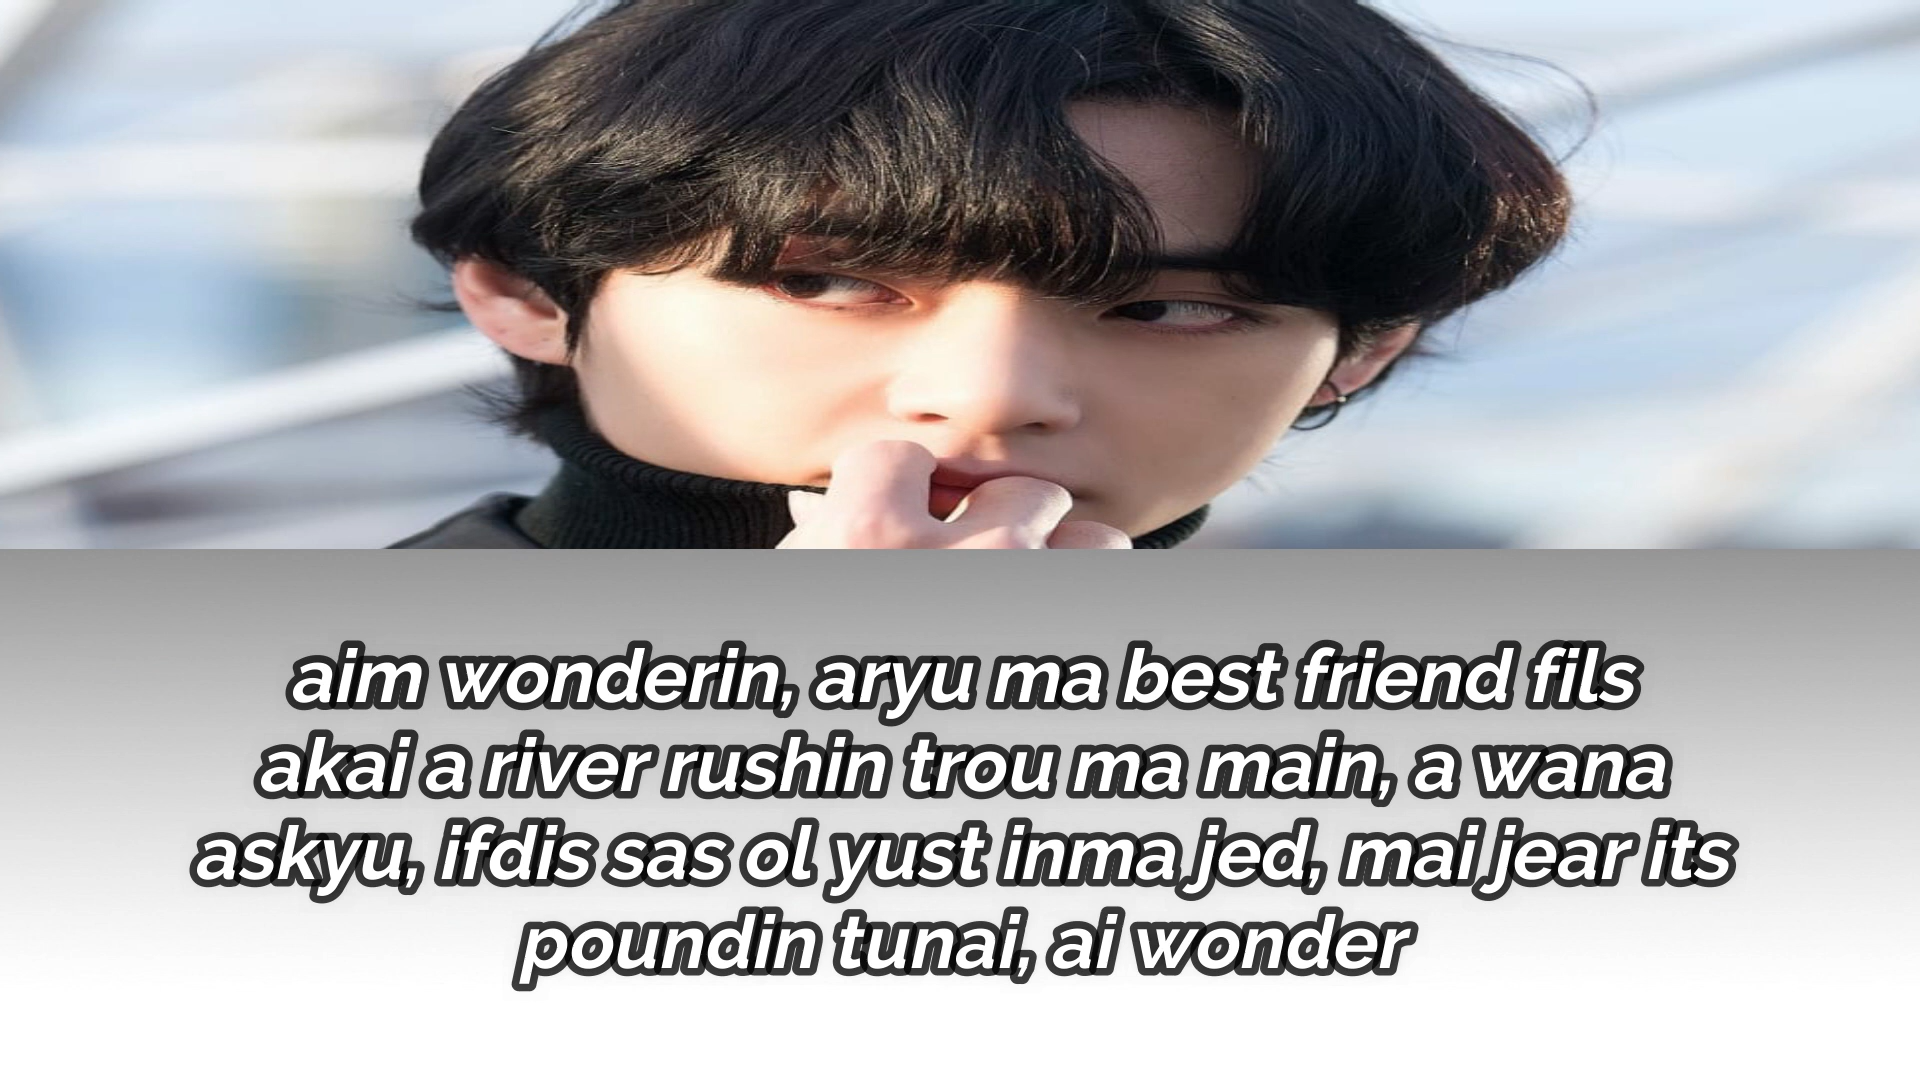 aim wonderin, aryu ma best friend fils
akai a river rushin trou ma main, a wana
askyu, ifdis sas ol yust inma jed, mai jear its
poundin tunai, ai wonder